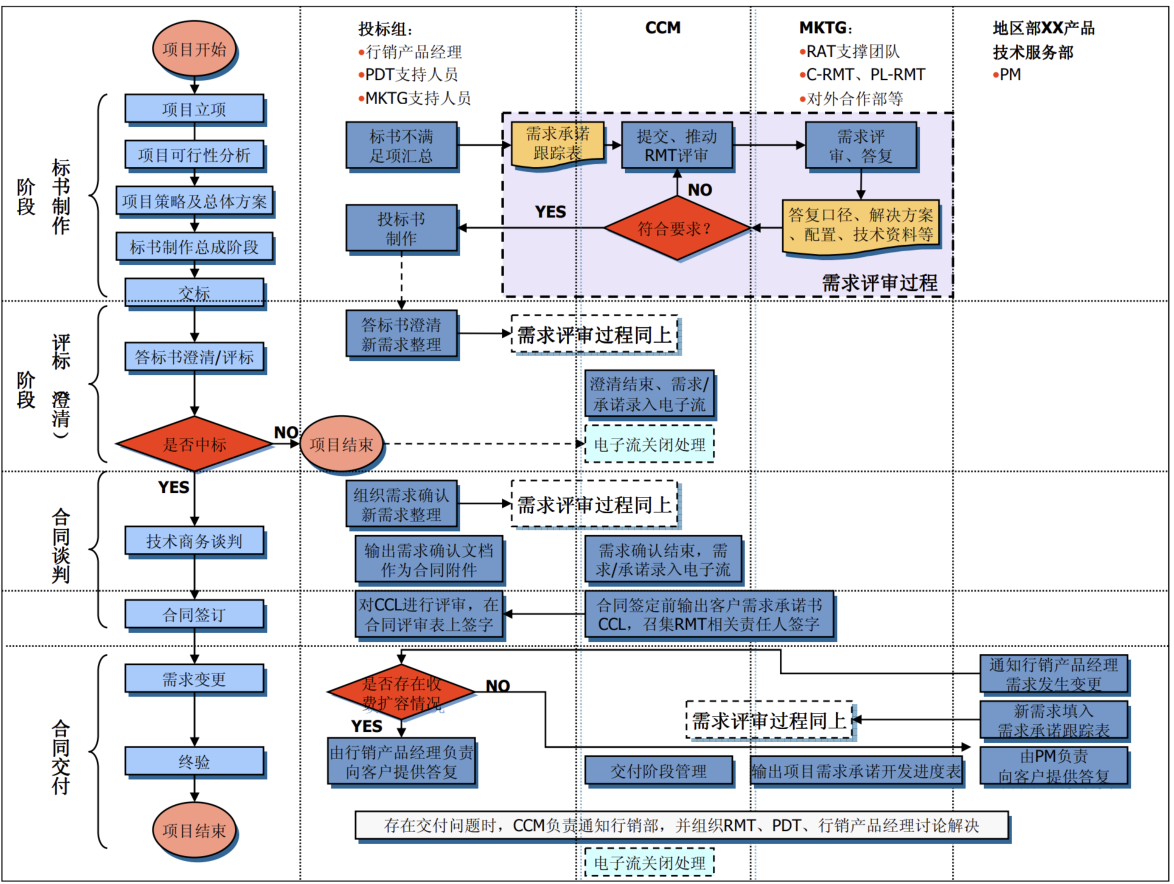 投标组：
•行销产品经理
•PDT支持人员
•MKTG支持人员
CCM
MKTG：
•RAT支撑团队
•C-RMT、PL-RMT
•对外合作部等
地区部XX产品
技术服务部
•PM
标书制作
阶段
项目开始
项目立项
项目可行性分析
项目策略及总体方案
标书制作总成阶段
交标
标书不满
足项汇总
需求承诺
跟踪表
提交、推动
RMT评审
需求评
审、答复
NO
YES
投标书
制作
符合要求？
答复口径、解决方案
、配置、技术资料等
需求评审过程
评标
澄清）
阶段
答标书澄清/评标
是否中标
NO
YES
项目结束
答标书澄清
新需求整理
需求评审过程同上
澄清结束、需求/
承诺录入电子流
电子流关闭处理
合同谈判
技术商务谈判
合同签订
组织需求确认
新需求整理
需求评审过程同上
输出需求确认文档
作为合同附件
需求确认结束，需
求/承诺录入电子流
对CCL进行评审，在
合同评审表上签字
合同签定前输出客户需求承诺书
CCL，召集RMT相关责任人签字
合同交付
需求变更
终验
项目结束
是否存在收
费扩容情况
NO
YES
由行销产品经理负责
向客户提供答复
通知行销产品经理
需求发生变更
需求评审过程同上
新需求填入
需求承诺跟踪表
交付阶段管理
输出项目需求承诺开发进度表
由PM负责
向客户提供答复
存在交付问题时，CCM负责通知行销部，并组织RMT、PDT、行销产品经理讨论解决
电子流关闭处理